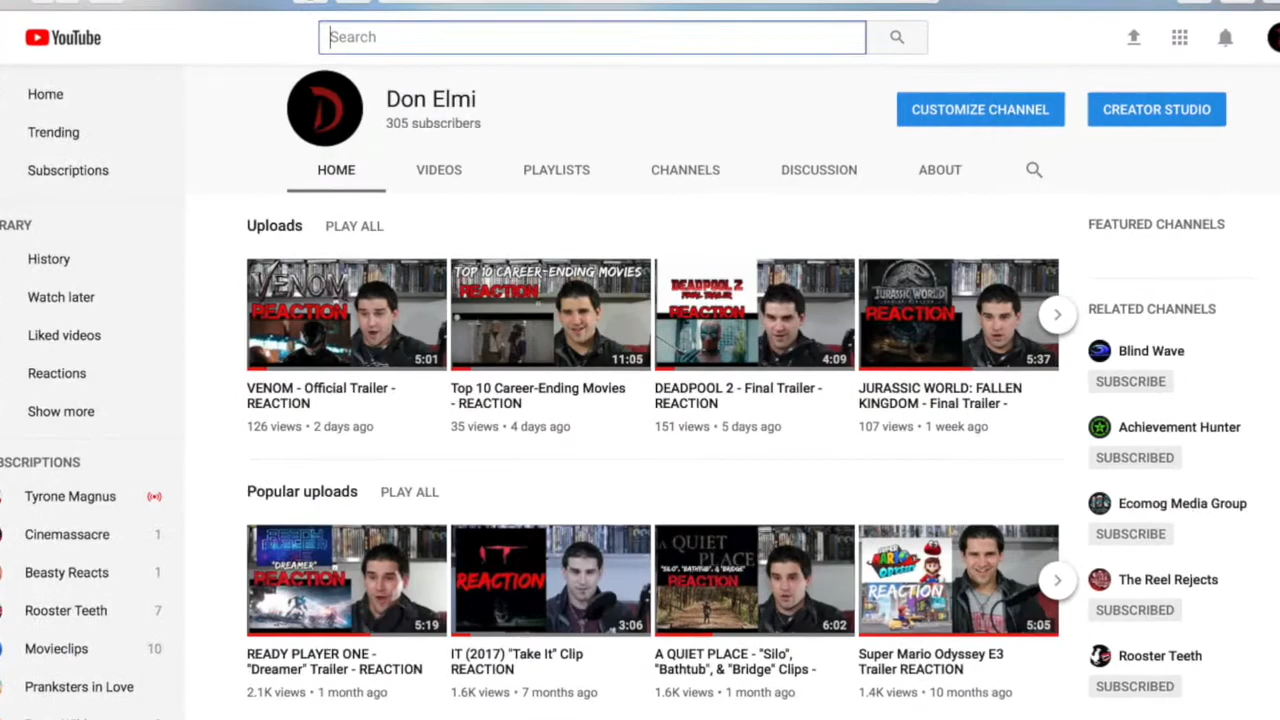 YouTube
Search
Home
Trending
Subscriptions
RARY
History
Watch later
Liked videos
Reactions
Show more
BSCRIPTIONS
Tyrone Magnus
Cinemassacre 1
Beasty Reacts 1
Rooster Teeth 7
Movieclips 10
Pranksters in Love
Don Elmi
305 subscribers
CUSTOMIZE CHANNEL
CREATOR STUDIO
HOME VIDEOS PLAYLISTS CHANNELS DISCUSSION ABOUT
Uploads PLAY ALL
VENOM
REACTION
5:01
VENOM - Official Trailer -
REACTION
126 views • 2 days ago
TOP 10 CAREER-ENDING MOVIES
REACTION
11:05
Top 10 Career-Ending Movies
- REACTION
35 views • 4 days ago
DEADPOOL 2
FINAL TRAILER
REACTION
4:09
DEADPOOL 2 - Final Trailer -
REACTION
151 views • 5 days ago
JURASSIC WORLD
REACTION
5:37
JURASSIC WORLD: FALLEN
KINGDOM - Final Trailer -
107 views • 1 week ago
Popular uploads PLAY ALL
READY PLAYER ONE
"DREAMER"
REACTION
5:19
READY PLAYER ONE -
"Dreamer" Trailer - REACTION
2.1K views • 1 month ago
IT
REACTION
3:06
IT (2017) "Take It" Clip
REACTION
1.6K views • 7 months ago
A QUIET PLACE
"SILO", "BATHTUB", & "BRIDGE"
REACTION
6:02
A QUIET PLACE - "Silo",
"Bathtub", & "Bridge" Clips -
1.6K views • 1 month ago
SUPER MARIO ODYSSEY
REACTION
5:05
Super Mario Odyssey E3
Trailer REACTION
1.4K views • 10 months ago
FEATURED CHANNELS
RELATED CHANNELS
Blind Wave
SUBSCRIBE
Achievement Hunter
SUBSCRIBED
Ecomog Media Group
SUBSCRIBE
The Reel Rejects
SUBSCRIBED
Rooster Teeth
SUBSCRIBED